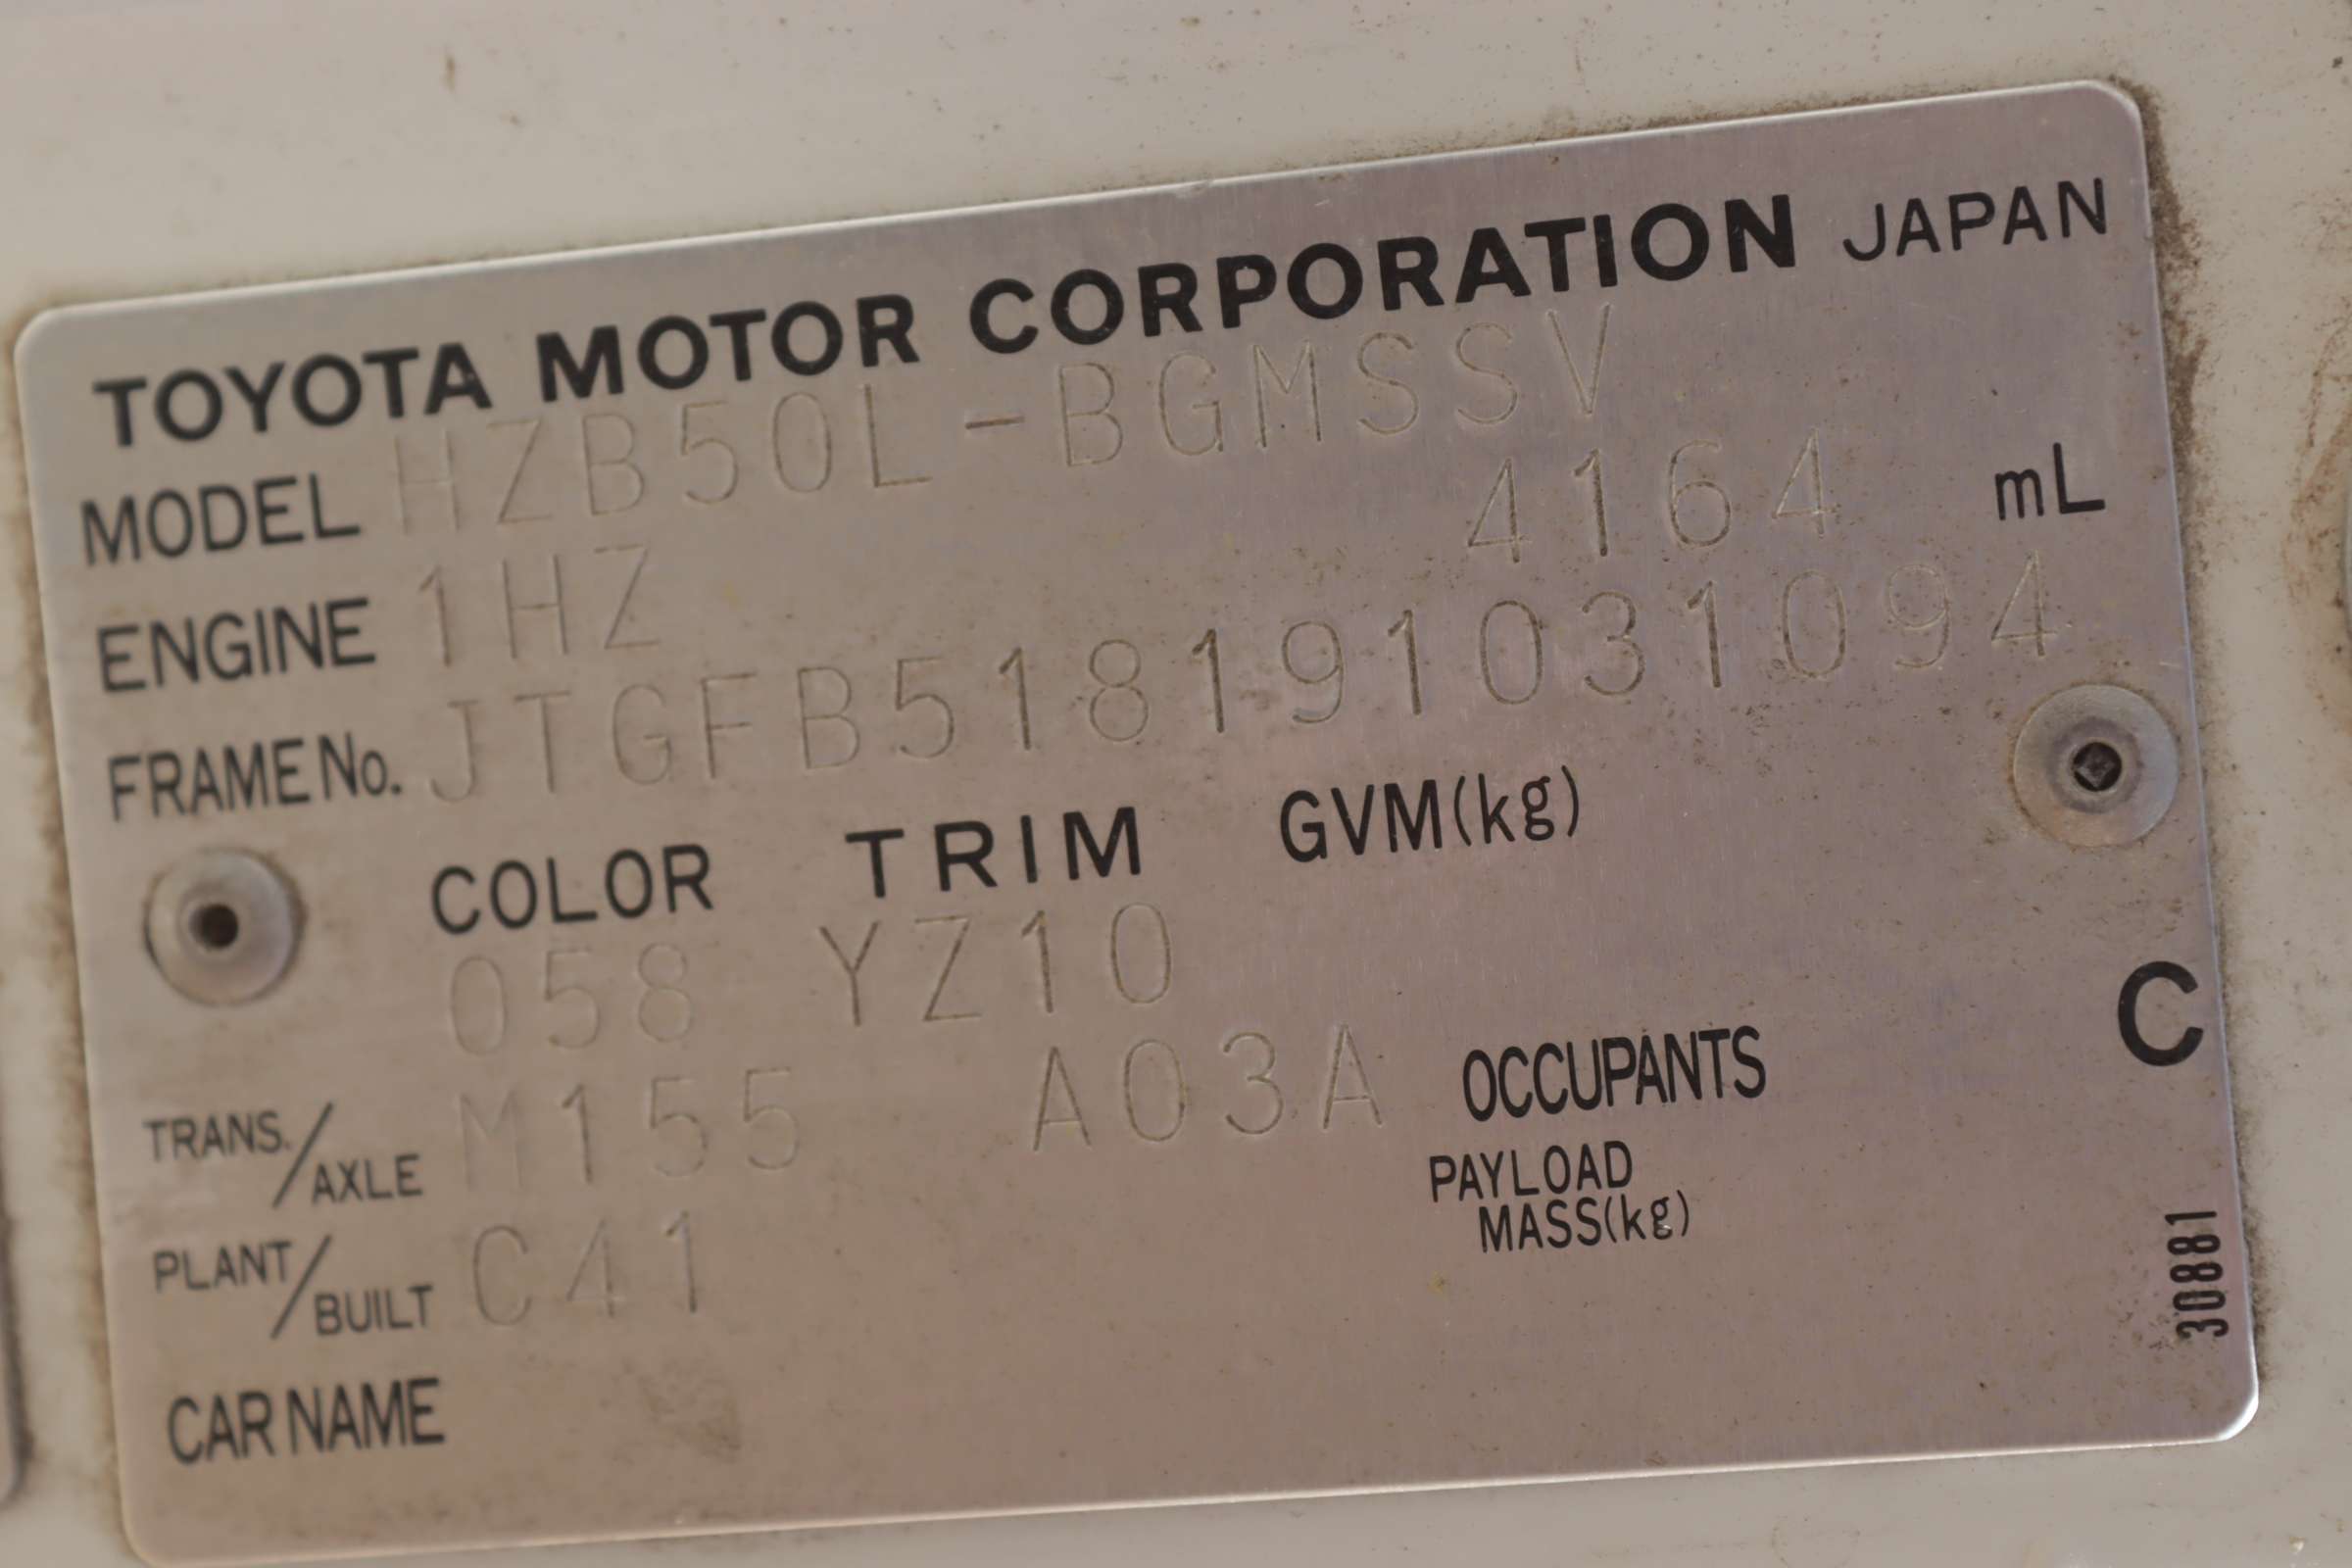 TOYOTA MOTOR CORPORATION JAPAN
MODEL HZB50L-BGMSSV
ENGINE 1HZ 4164 mL
FRAME No. JTGFB518191031094
COLOR TRIM GVM(kg)
058 YZ10
C
TRANS./AXLE M155 A03A OCCUPANTS
PAYLOAD MASS(kg)
PLANT/BUILT C41
CAR NAME
30881